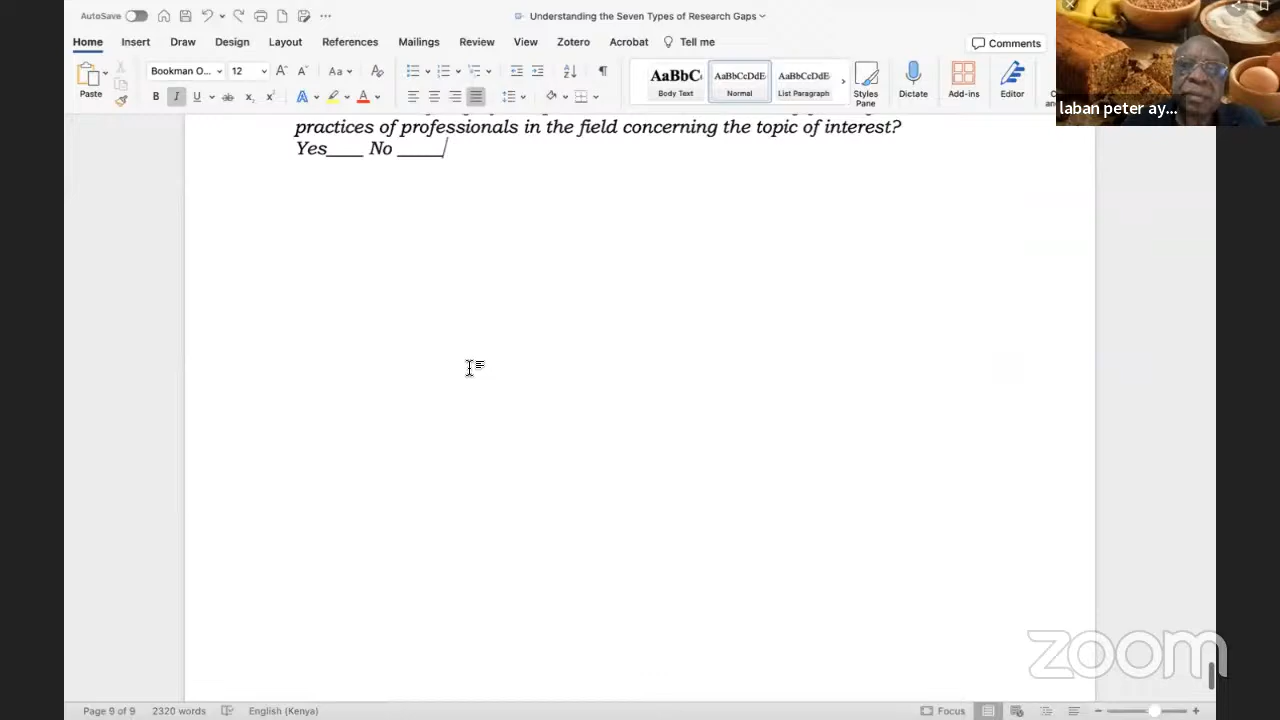 AutoSave
Understanding the Seven Types of Research Gaps
Home Insert Draw Design Layout References Mailings Review View Zotero Acrobat Tell me
Comments
Paste
Bookman O... 12
AaBbC AaBbCcDdE AaBbCcDdE
Body Text Normal List Paragraph
Styles Pane
Dictate
Add-ins
Editor
laban peter ay...
practices of professionals in the field concerning the topic of interest?
Yes____ No _____/
zoom
Page 9 of 9 2320 words English (Kenya) Focus